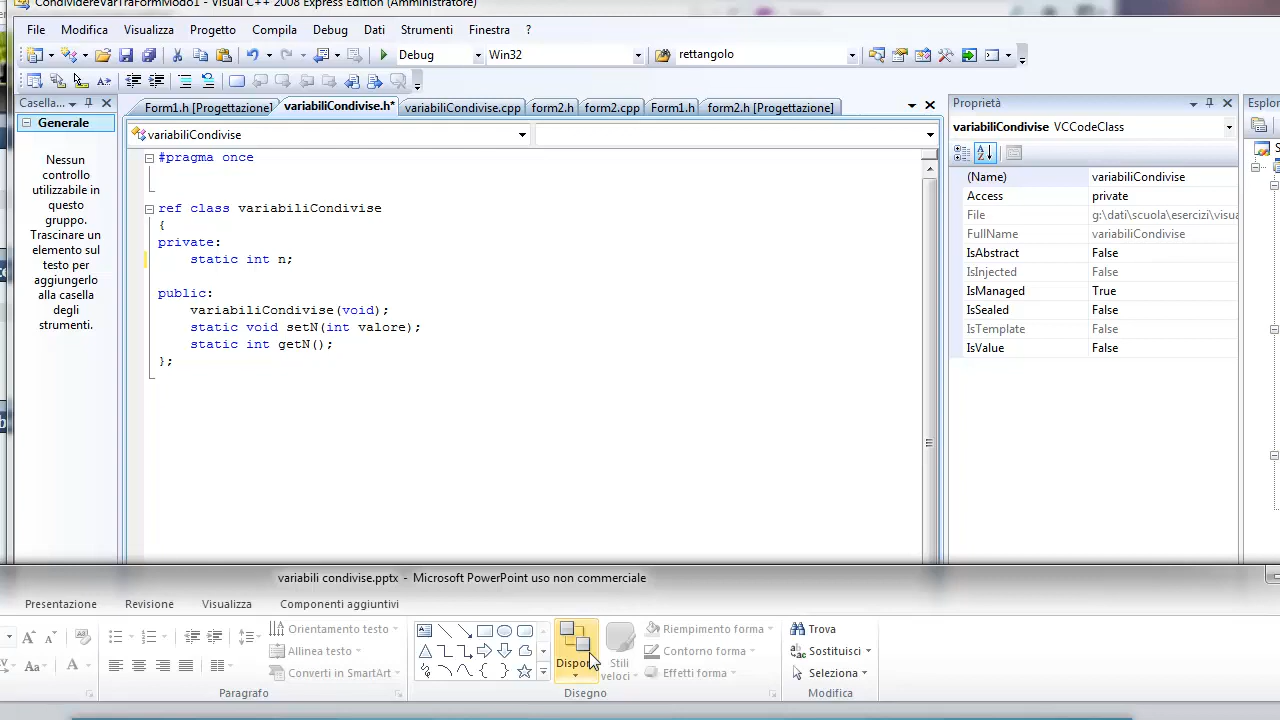 CondividereVarTraFormModo1 - Visual C++ 2008 Express Edition (Amministratore)
File Modifica Visualizza Progetto Compila Debug Dati Strumenti Finestra ?
Debug Win32 rettangolo
Casella...
Form1.h [Progettazione] variabiliCondivise.h* variabiliCondivise.cpp form2.h form2.cpp Form1.h form2.h [Progettazione]
Proprietà
Esplor
Generale
variabiliCondivise
variabiliCondivise VCCodeClass
Nessun
controllo
utilizzabile in
questo
gruppo.
Trascinare un
elemento sul
testo per
aggiungerlo
alla casella
degli
strumenti.
#pragma once
ref class variabiliCondivise
{
private:
static int n;
public:
variabiliCondivise(void);
static void setN(int valore);
static int getN();
};
(Name) variabiliCondivise
Access private
File g:\dati\scuola\esercizi\visua
FullName variabiliCondivise
IsAbstract False
IsInjected False
IsManaged True
IsSealed False
IsTemplate False
IsValue False
variabili condivise.pptx - Microsoft PowerPoint uso non commerciale
Presentazione Revisione Visualizza Componenti aggiuntivi
Orientamento testo
Allinea testo
Converti in SmartArt
Paragrafo
Disponi
Stili
veloci
Riempimento forma
Contorno forma
Effetti forma
Disegno
Trova
Sostituisci
Seleziona
Modifica